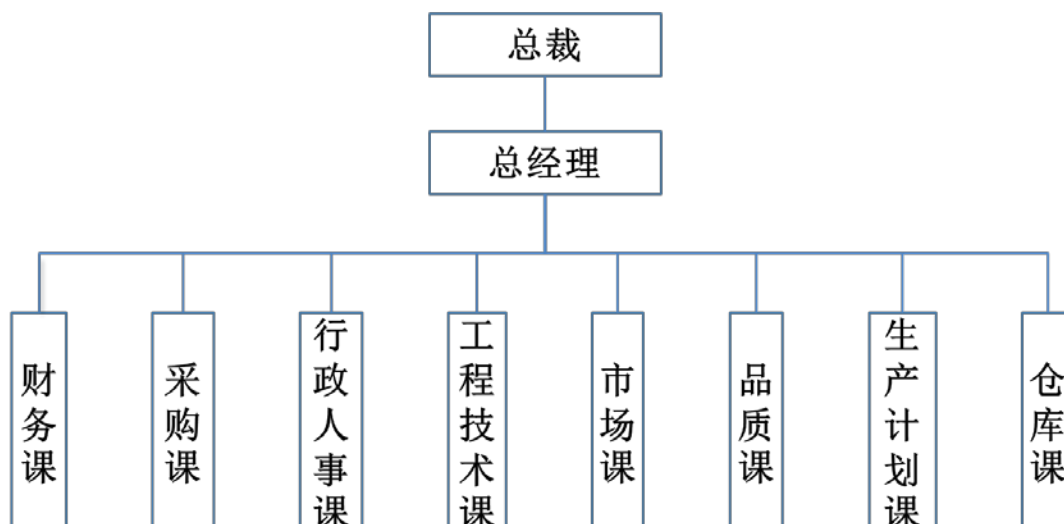 总裁
总经理
财务课
采购课
行政人事课
工程技术课
市场课
品质课
生产计划课
仓库课